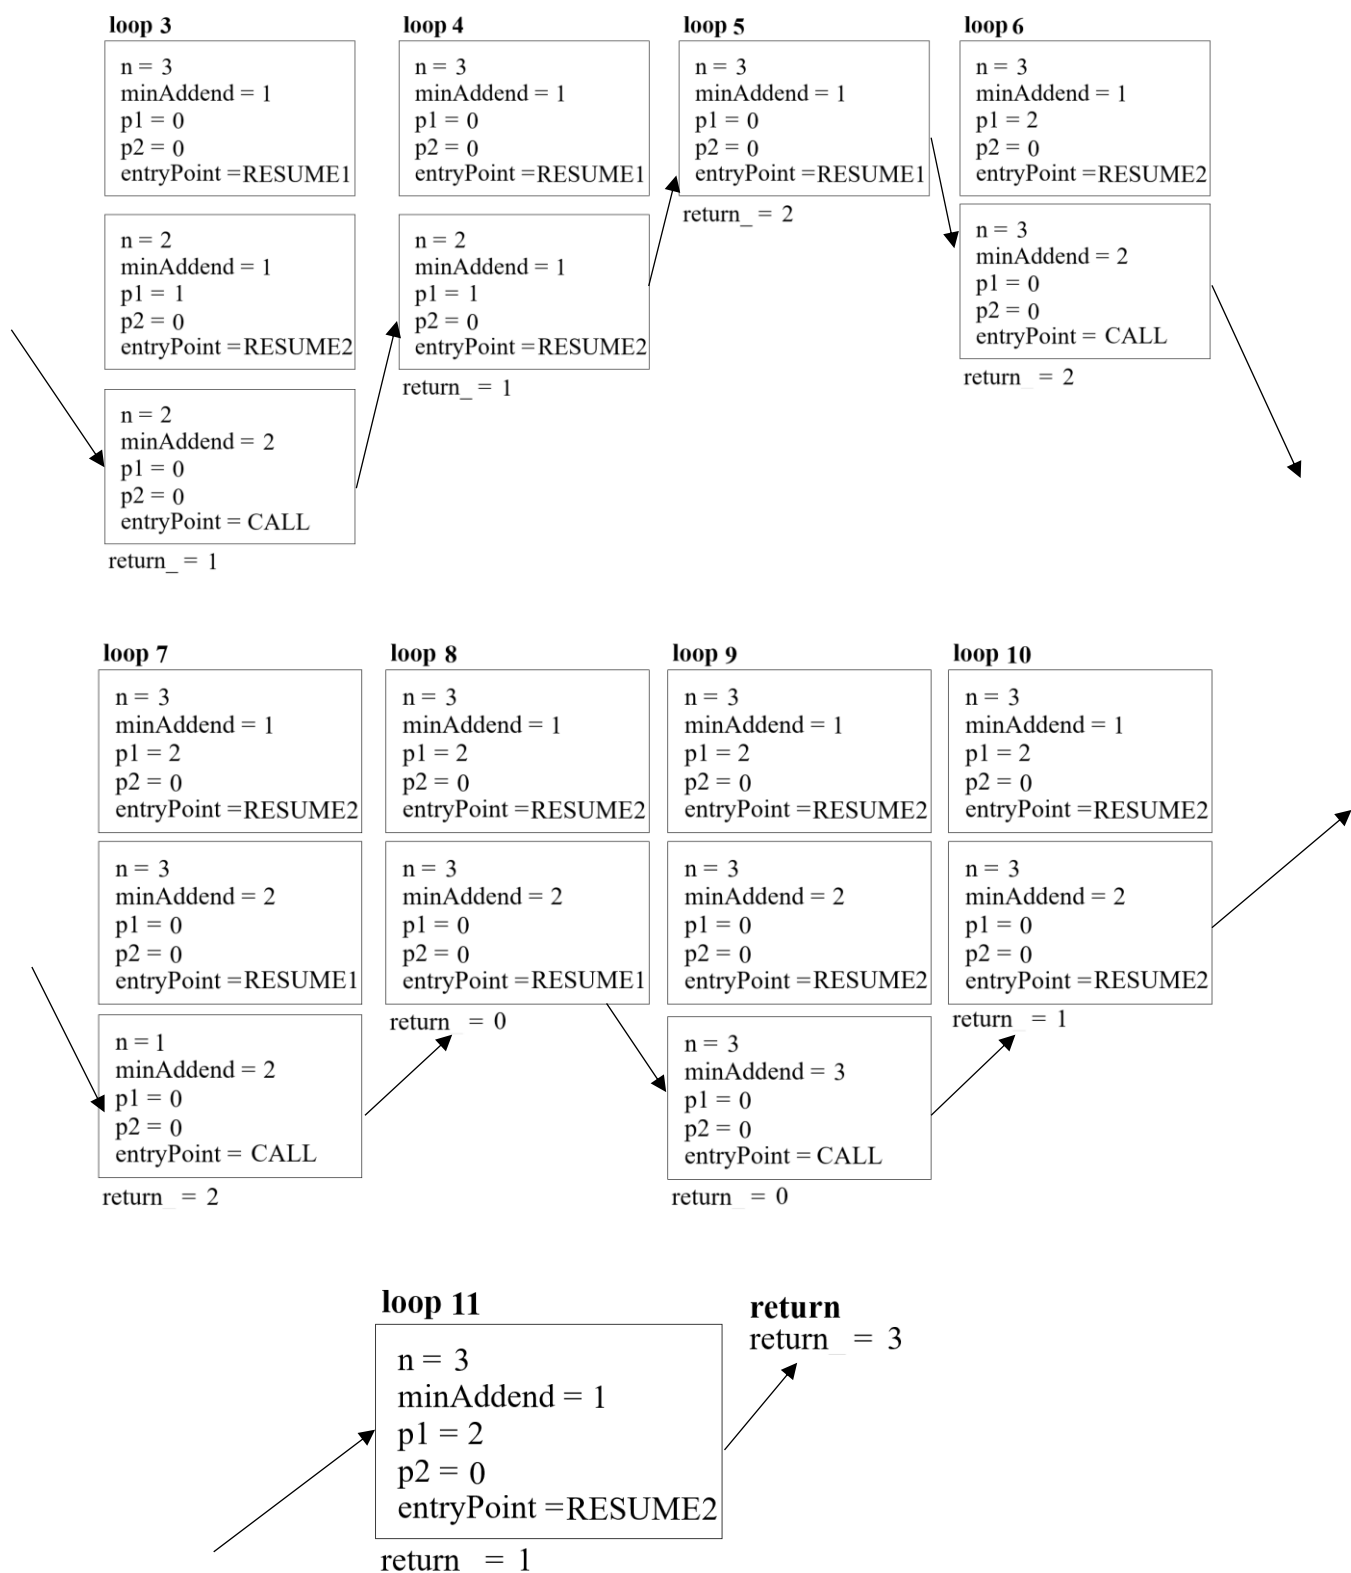 loop 3
n = 3
minAddend = 1
p1 = 0
p2 = 0
entryPoint =RESUME1
n = 2
minAddend = 1
p1 = 1
p2 = 0
entryPoint =RESUME2
n = 2
minAddend = 2
p1 = 0
p2 = 0
entryPoint = CALL
return_ = 1
loop 4
n = 3
minAddend = 1
p1 = 0
p2 = 0
entryPoint =RESUME1
n = 2
minAddend = 1
p1 = 1
p2 = 0
entryPoint =RESUME2
return_ = 1
loop 5
n = 3
minAddend = 1
p1 = 0
p2 = 0
entryPoint =RESUME1
return_ = 2
loop 6
n = 3
minAddend = 1
p1 = 2
p2 = 0
entryPoint =RESUME2
n = 3
minAddend = 2
p1 = 0
p2 = 0
entryPoint = CALL
return_ = 2
loop 7
n = 3
minAddend = 1
p1 = 2
p2 = 0
entryPoint =RESUME2
n = 3
minAddend = 2
p1 = 0
p2 = 0
entryPoint =RESUME1
n = 1
minAddend = 2
p1 = 0
p2 = 0
entryPoint = CALL
return_ = 2
loop 8
n = 3
minAddend = 1
p1 = 2
p2 = 0
entryPoint =RESUME2
n = 3
minAddend = 2
p1 = 0
p2 = 0
entryPoint =RESUME1
return_ = 0
loop 9
n = 3
minAddend = 1
p1 = 2
p2 = 0
entryPoint =RESUME2
n = 3
minAddend = 2
p1 = 0
p2 = 0
entryPoint =RESUME2
n = 3
minAddend = 3
p1 = 0
p2 = 0
entryPoint = CALL
return_ = 0
loop 10
n = 3
minAddend = 1
p1 = 2
p2 = 0
entryPoint =RESUME2
n = 3
minAddend = 2
p1 = 0
p2 = 0
entryPoint =RESUME2
return_ = 1
loop 11
n = 3
minAddend = 1
p1 = 2
p2 = 0
entryPoint =RESUME2
return_ = 1
return
return_ = 3